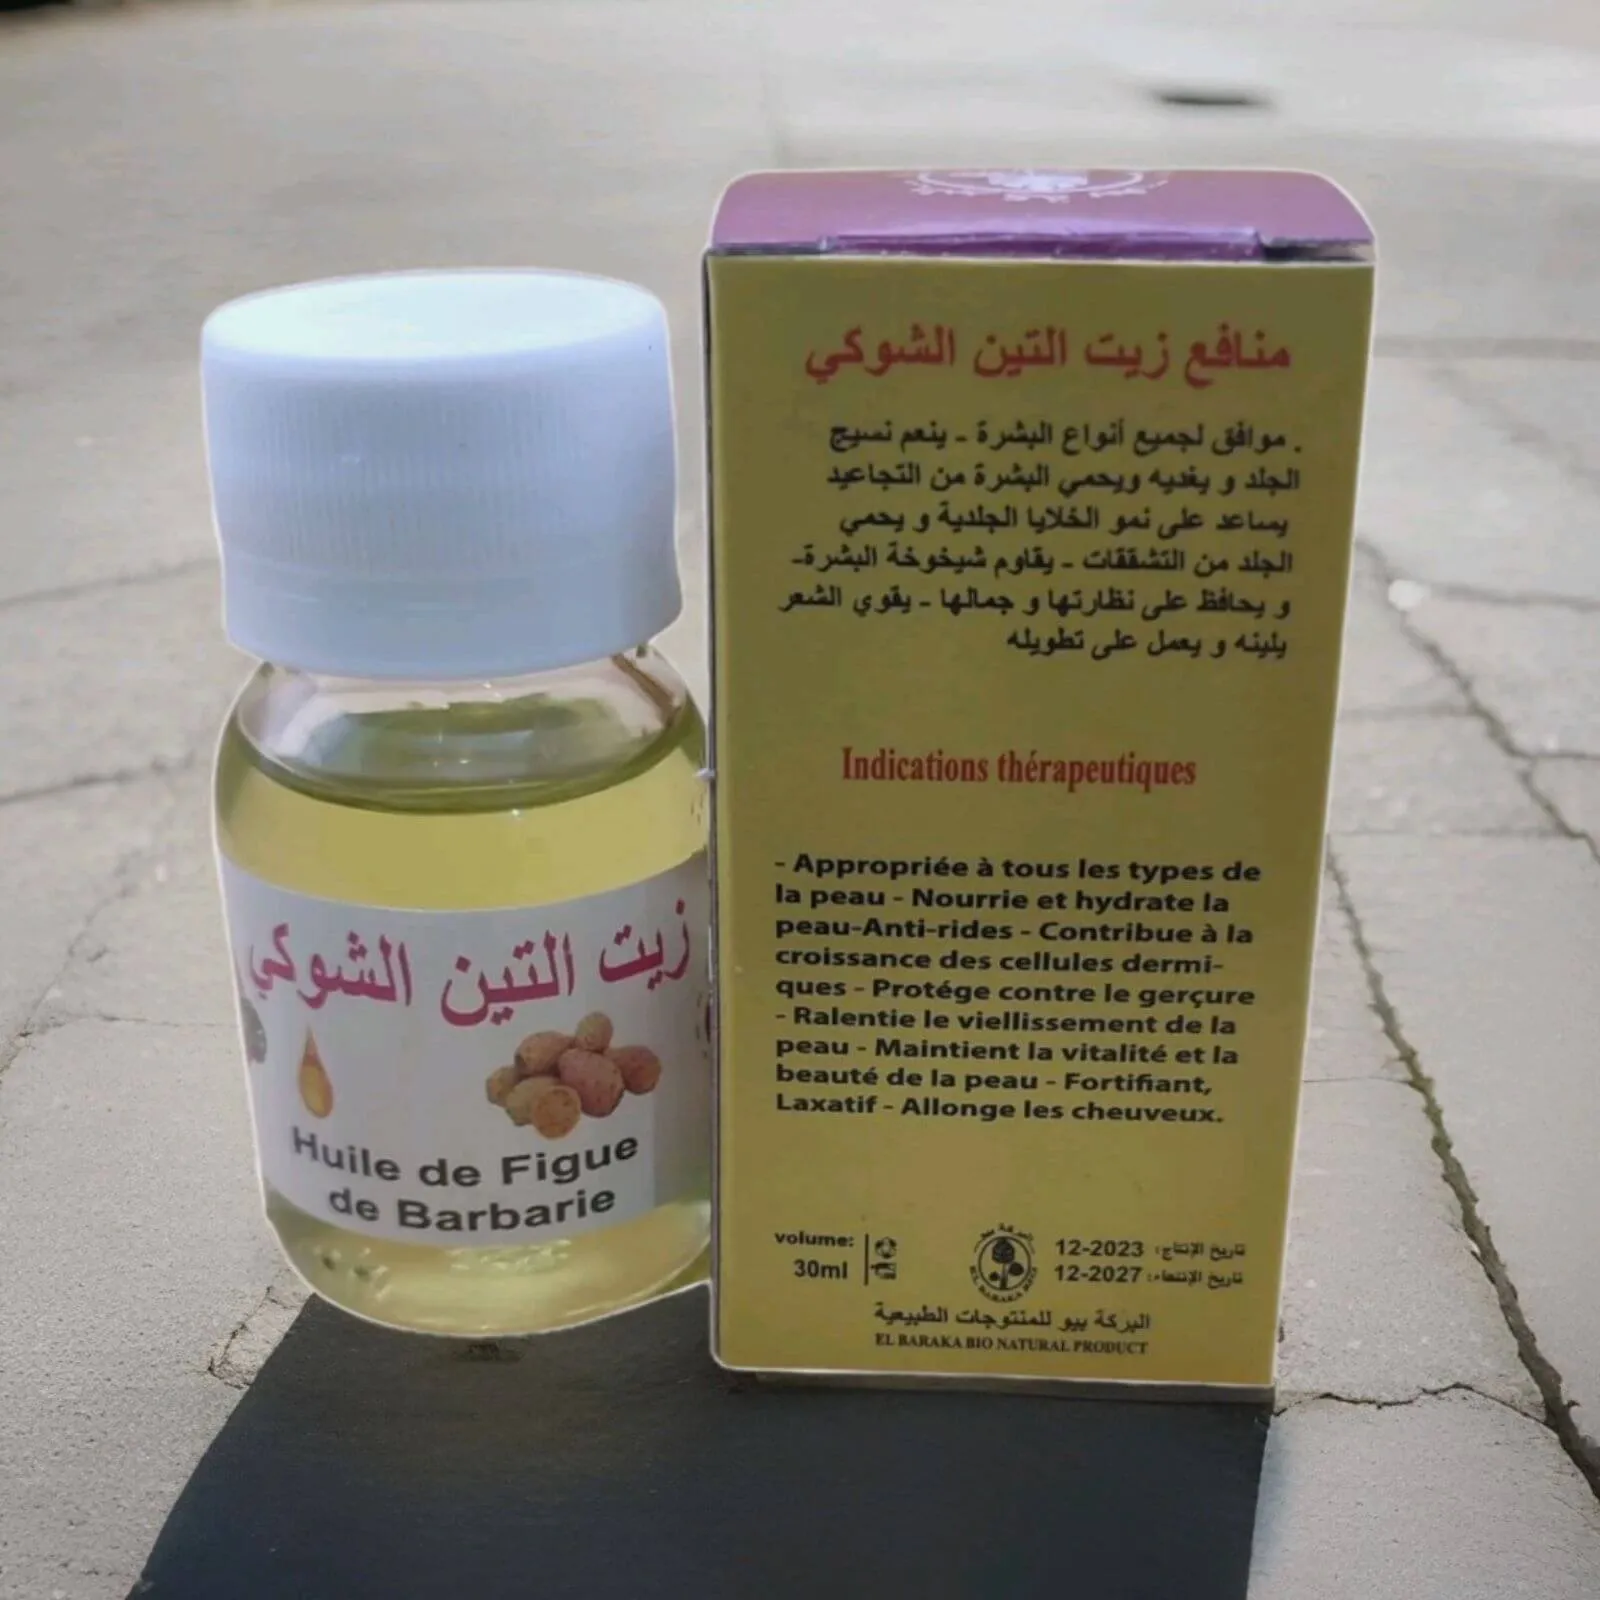 زيت التين الشوكي
Huile de Figue
de Barbarie
منافع زيت التين الشوكي
. موافق لجميع أنواع البشرة - ينعم نسيج
الجلد و يغديه ويحمي البشرة من التجاعيد
يساعد على نمو الخلايا الجلدية و يحمي
الجلد من التشققات - يقاوم شيخوخة البشرة-
و يحافظ على نظارتها و جمالها - يقوي الشعر
يلينه و يعمل على تطويله
Indications thérapeutiques
- Appropriée à tous les types de
la peau - Nourrie et hydrate la
peau-Anti-rides - Contribue à la
croissance des cellules dermi-
ques - Protége contre le gerçure
- Ralentie le viellissement de la
peau - Maintient la vitalité et la
beauté de la peau - Fortifiant,
Laxatif - Allonge les cheuveux.
volume:
30ml
تاريخ الإنتاج: 12-2023
تاريخ الإنتهاء: 12-2027
البركة بيو للمنتوجات الطبيعية
EL BARAKA BIO NATURAL PRODUCT